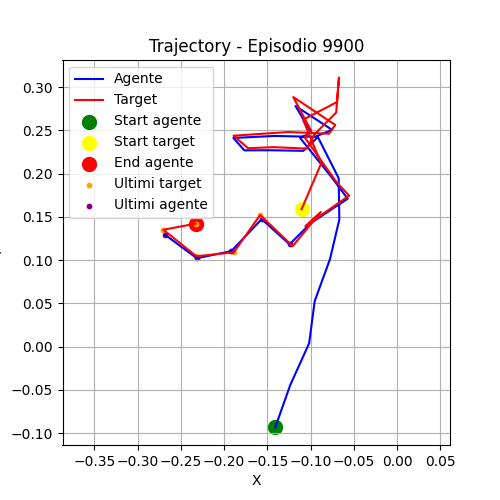 Trajectory - Episodio 9900
Agente
Target
Start agente
Start target
End agente
Ultimi target
Ultimi agente
0.30
0.25
0.20
0.15
0.10
0.05
0.00
−0.05
−0.10
−0.35 −0.30 −0.25 −0.20 −0.15 −0.10 −0.05 0.00 0.05
X